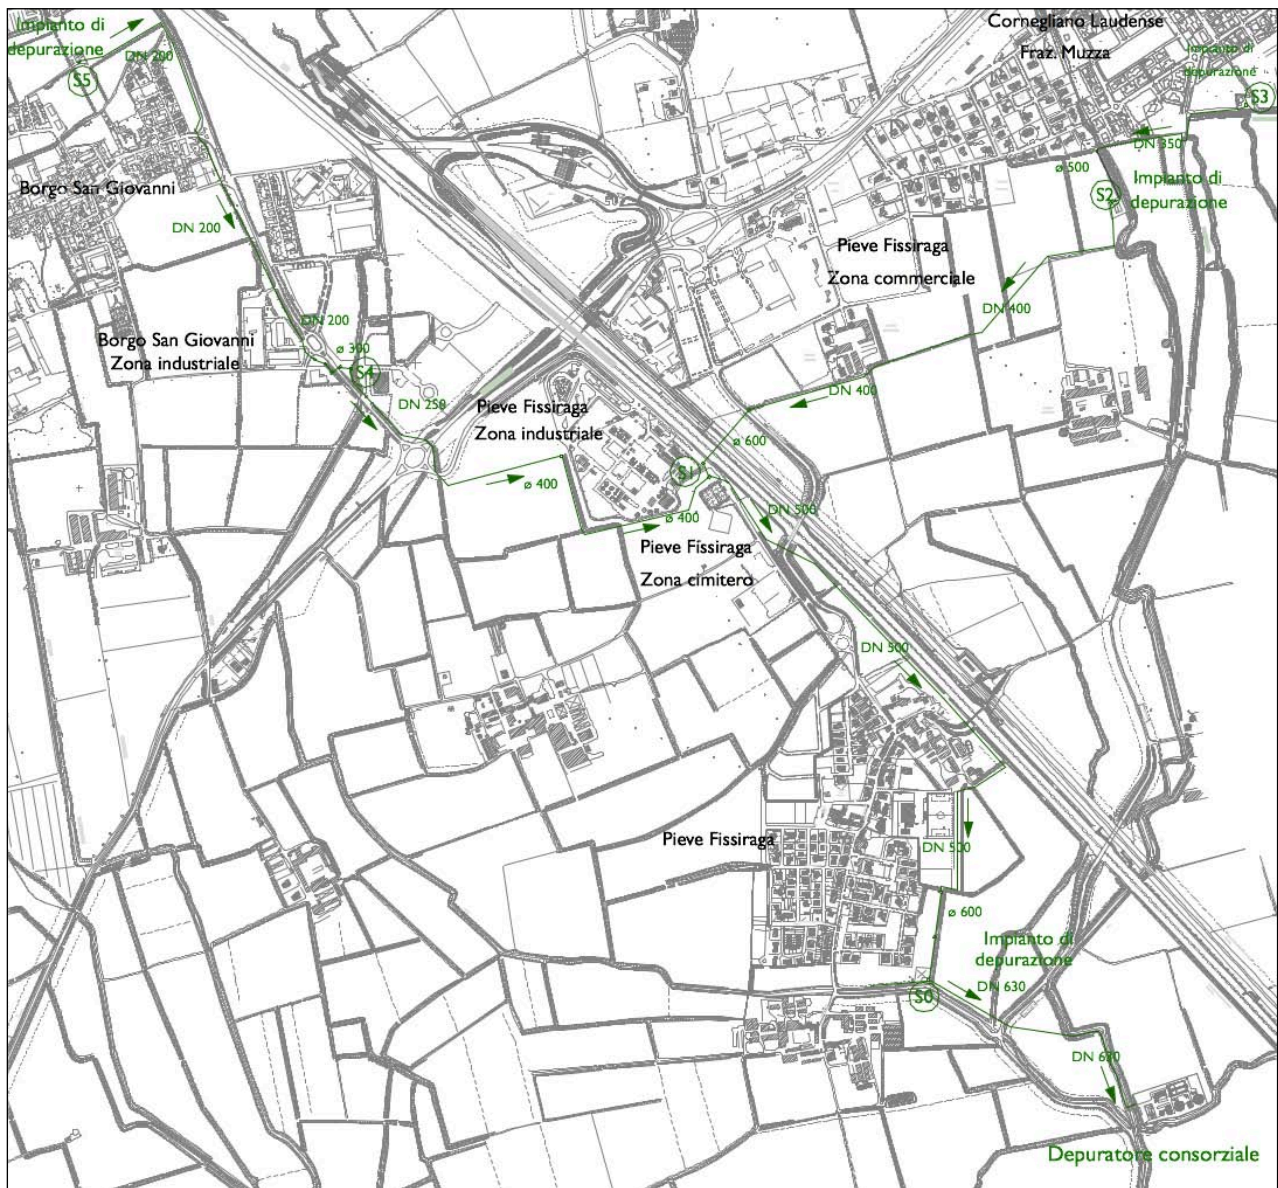 Impianto di
depurazione
DN 200
S5
Cornegliano Laudense
Fraz. Muzza
Impianto di
depurazione
S3
DN 350
ø 500
Impianto di
depurazione
S2
Borgo San Giovanni
DN 200
Pieve Fissiraga
Zona commerciale
DN 400
DN 200
Borgo San Giovanni
Zona industriale
ø 300
S4
DN 250
Pieve Fissiraga
Zona industriale
DN 400
ø 600
S1
ø 400
ø 400
DN 500
Pieve Fissiraga
Zona cimitero
DN 500
Pieve Fissiraga
DN 500
ø 600
Impianto di
depurazione
S0
DN 630
DN 630
Depuratore consorziale